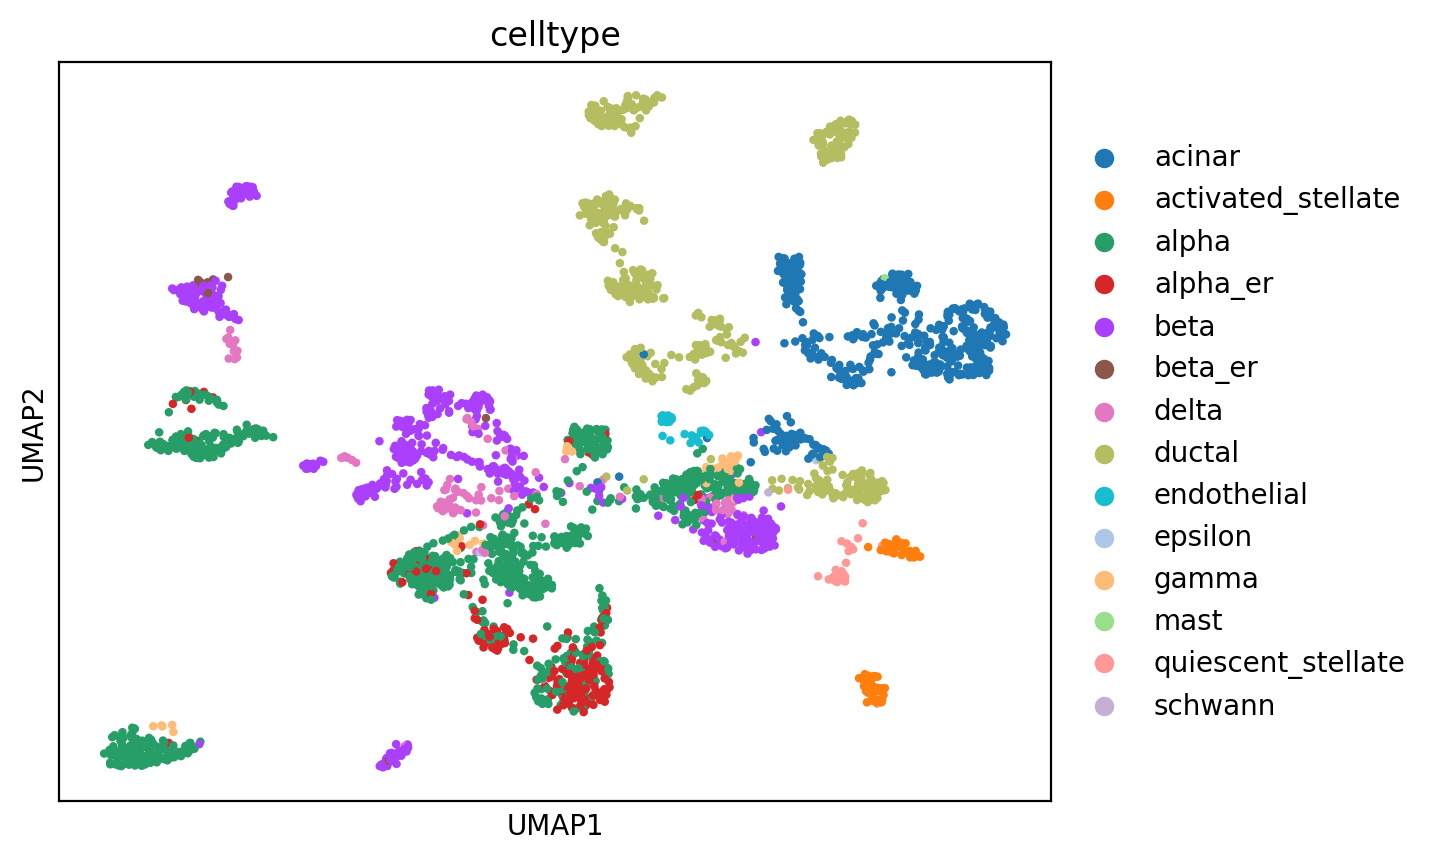 celltype
UMAP2
UMAP1
acinar
activated_stellate
alpha
alpha_er
beta
beta_er
delta
ductal
endothelial
epsilon
gamma
mast
quiescent_stellate
schwann